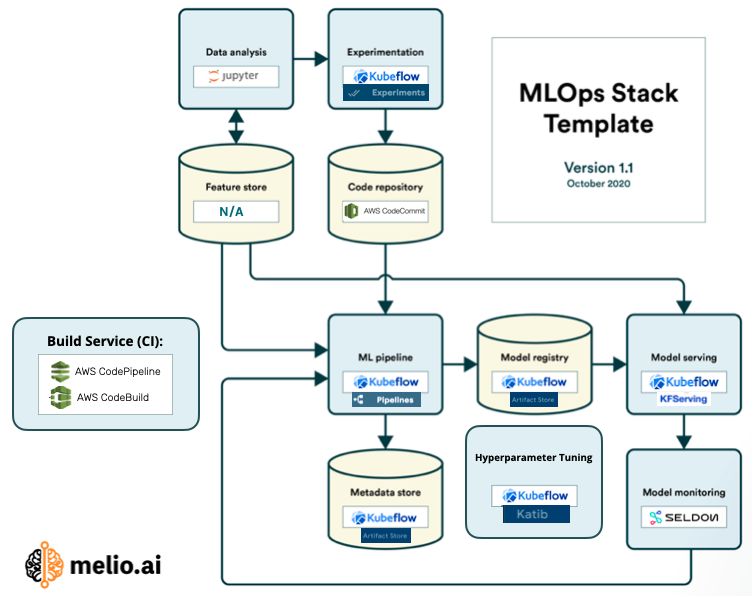 Data analysis
Jupyter
Experimentation
Kubeflow
Experiments
MLOps Stack
Template
Version 1.1
October 2020
Feature store
N/A
Code repository
AWS CodeCommit
Build Service (CI):
AWS CodePipeline
AWS CodeBuild
ML pipeline
Kubeflow
Pipelines
Model registry
Kubeflow
Artifact Store
Model serving
Kubeflow
KFServing
Hyperparameter Tuning
Kubeflow
Katib
Metadata store
Kubeflow
Artifact Store
Model monitoring
SELDON
melio.ai